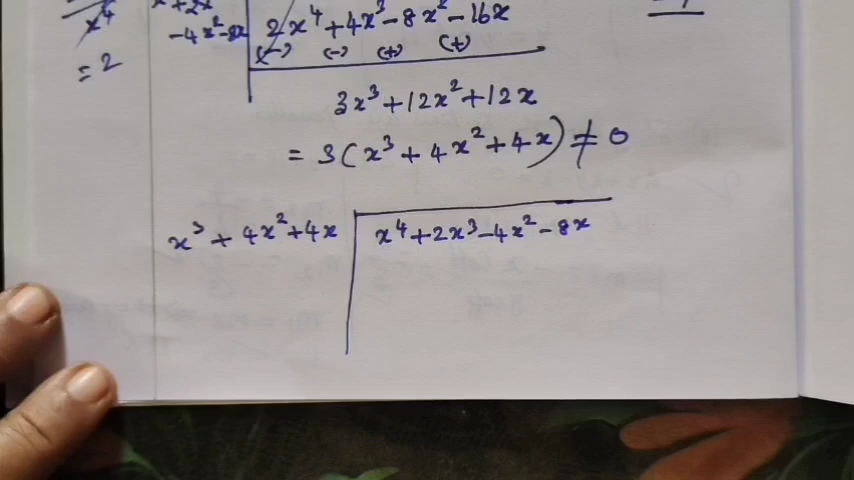 x⁴
= 2
-4x²-8x
2x⁴+4x³-8x²-16x
(-) (-) (+) (+)
3x³+12x²+12x
= 3(x³+4x²+4x) ≠ 0
x³+4x²+4x
x⁴+2x³-4x²-8x